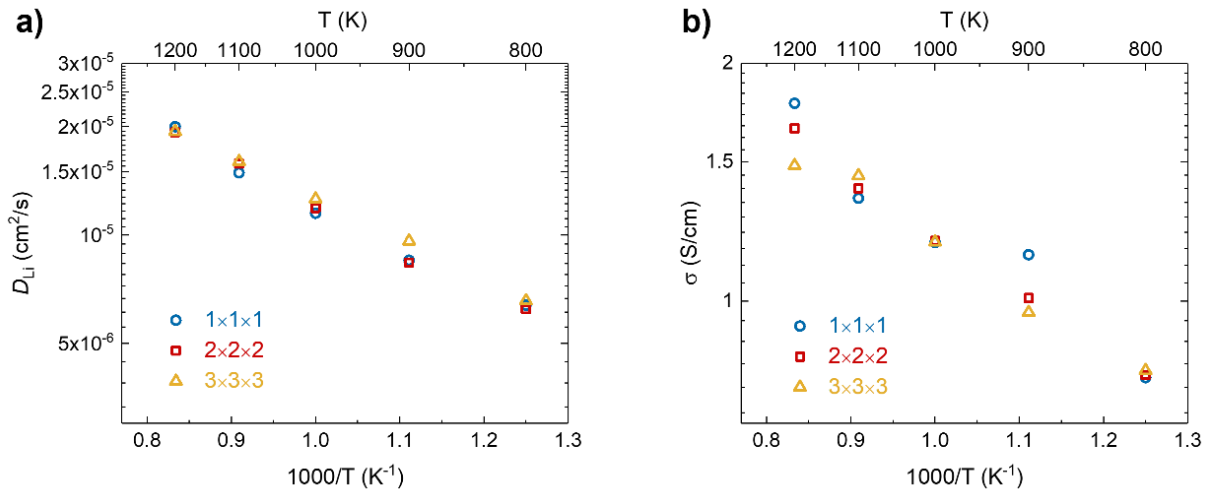 a)
T (K)
1200 1100 1000 900 800
3x10⁻⁵
2.5x10⁻⁵
2x10⁻⁵
1.5x10⁻⁵
10⁻⁵
5x10⁻⁶
D_Li (cm²/s)
1×1×1
2×2×2
3×3×3
0.8 0.9 1.0 1.1 1.2 1.3
1000/T (K⁻¹)
b)
T (K)
1200 1100 1000 900 800
2
1.5
1
σ (S/cm)
1×1×1
2×2×2
3×3×3
0.8 0.9 1.0 1.1 1.2 1.3
1000/T (K⁻¹)